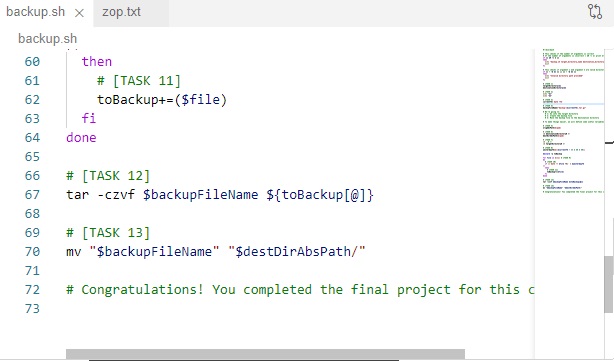 backup.sh × zop.txt
backup.sh
60 then
61 # [TASK 11]
62 toBackup+=($file)
63 fi
64 done
65
66 # [TASK 12]
67 tar -czvf $backupFileName ${toBackup[@]}
68
69 # [TASK 13]
70 mv "$backupFileName" "$destDirAbsPath/"
71
72 # Congratulations! You completed the final project for this c
73